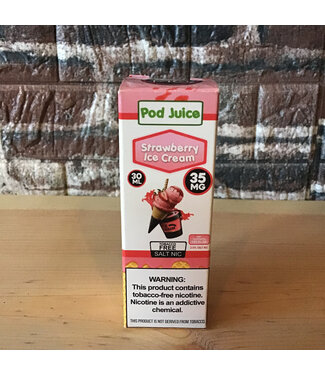 Pod Juice
Strawberry
Ice Cream
30
ML
35
MG
TOBACCO
FREE
SALT NIC
WARNING:
This product contains
tobacco-free nicotine.
Nicotine is an addictive
chemical.
THIS PRODUCT IS NOT DERIVED FROM TOBACCO